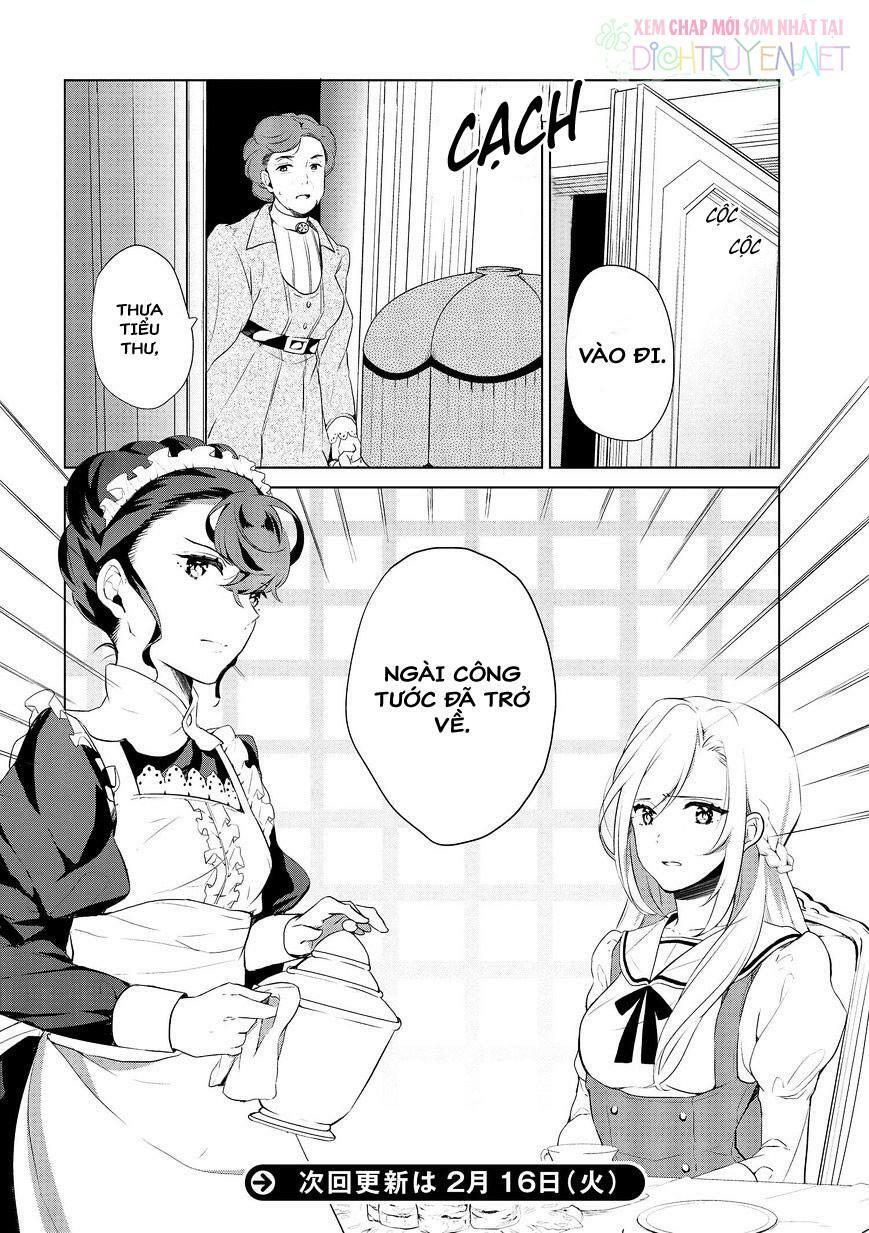 XEM CHAP MỚI SỚM NHẤT TẠI
DICHTRUYEN.NET
CỘC
CỘC
VÀO ĐI.
CẠCH
THƯA
TIỂU
THƯ,
NGÀI CÔNG
TƯỚC ĐÃ TRỞ
VỀ.
次回更新は 2月 16日(火)